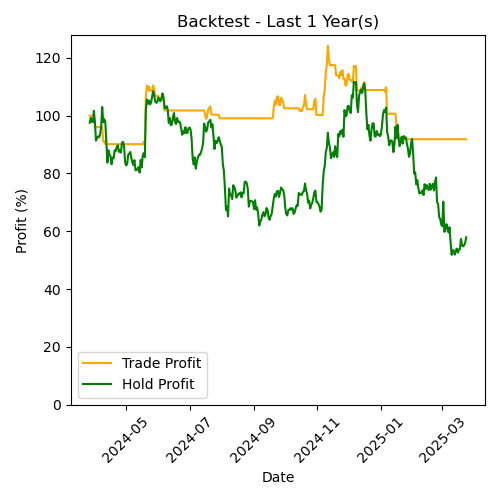 Backtest - Last 1 Year(s)
Profit (%)
120
100
80
60
40
20
0
Trade Profit
Hold Profit
2024-05
2024-07
2024-09
2024-11
2025-01
2025-03
Date